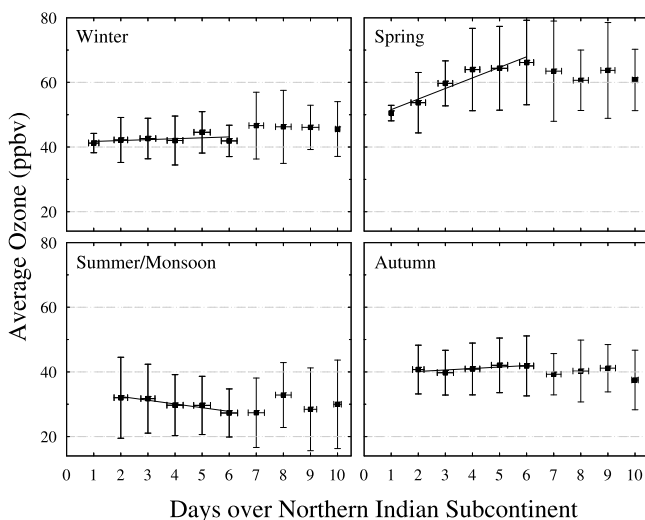 Winter
Spring
80
60
40
20
Summer/Monsoon
Autumn
80
60
40
20
Average Ozone (ppbv)
0 1 2 3 4 5 6 7 8 9 10
0 1 2 3 4 5 6 7 8 9 10
Days over Northern Indian Subcontinent